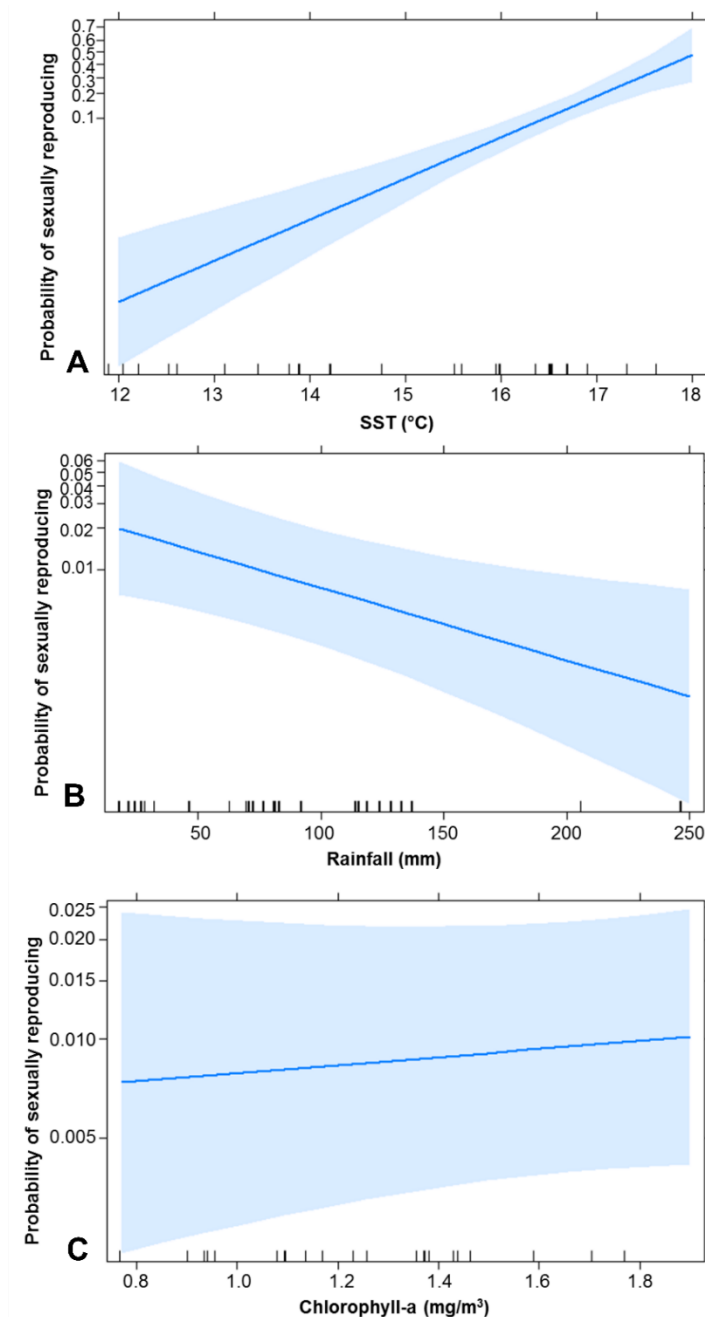 Probability of sexually reproducing
0.7
0.6
0.5
0.4
0.3
0.2
0.1
A
12 13 14 15 16 17 18
SST (°C)
Probability of sexually reproducing
0.06
0.05
0.04
0.03
0.02
0.01
B
50 100 150 200 250
Rainfall (mm)
Probability of sexually reproducing
0.025
0.020
0.015
0.010
0.005
C
0.8 1.0 1.2 1.4 1.6 1.8
Chlorophyll-a (mg/m³)